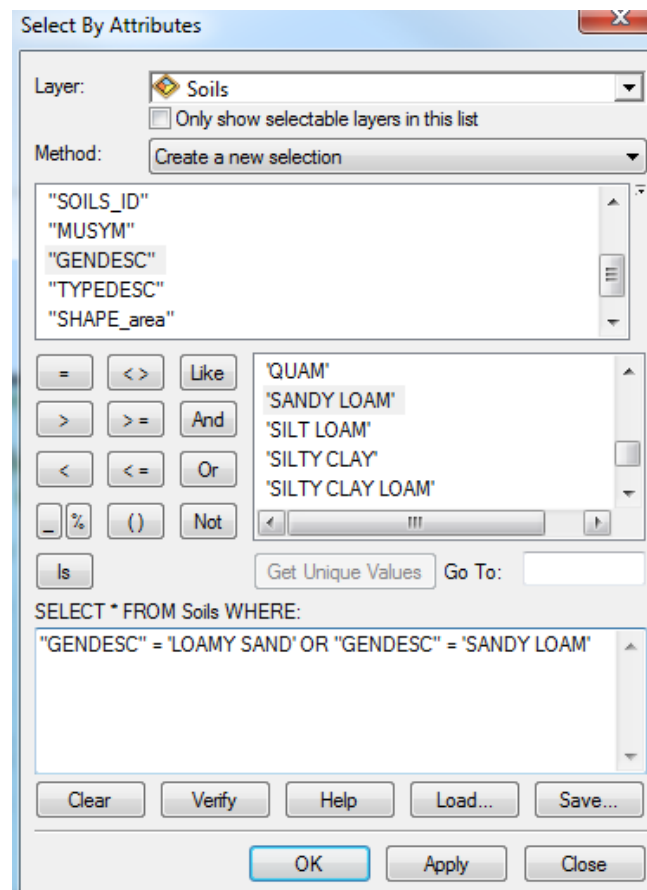 Select By Attributes
X
Layer: Soils
Only show selectable layers in this list
Method: Create a new selection
"SOILS_ID"
"MUSYM"
"GENDESC"
"TYPEDESC"
"SHAPE_area"
= < > Like
> > = And
< < = Or
_ % ( ) Not
Is
'QUAM'
'SANDY LOAM'
'SILT LOAM'
'SILTY CLAY'
'SILTY CLAY LOAM'
Get Unique Values Go To:
SELECT * FROM Soils WHERE:
"GENDESC" = 'LOAMY SAND' OR "GENDESC" = 'SANDY LOAM'
Clear Verify Help Load... Save...
OK Apply Close